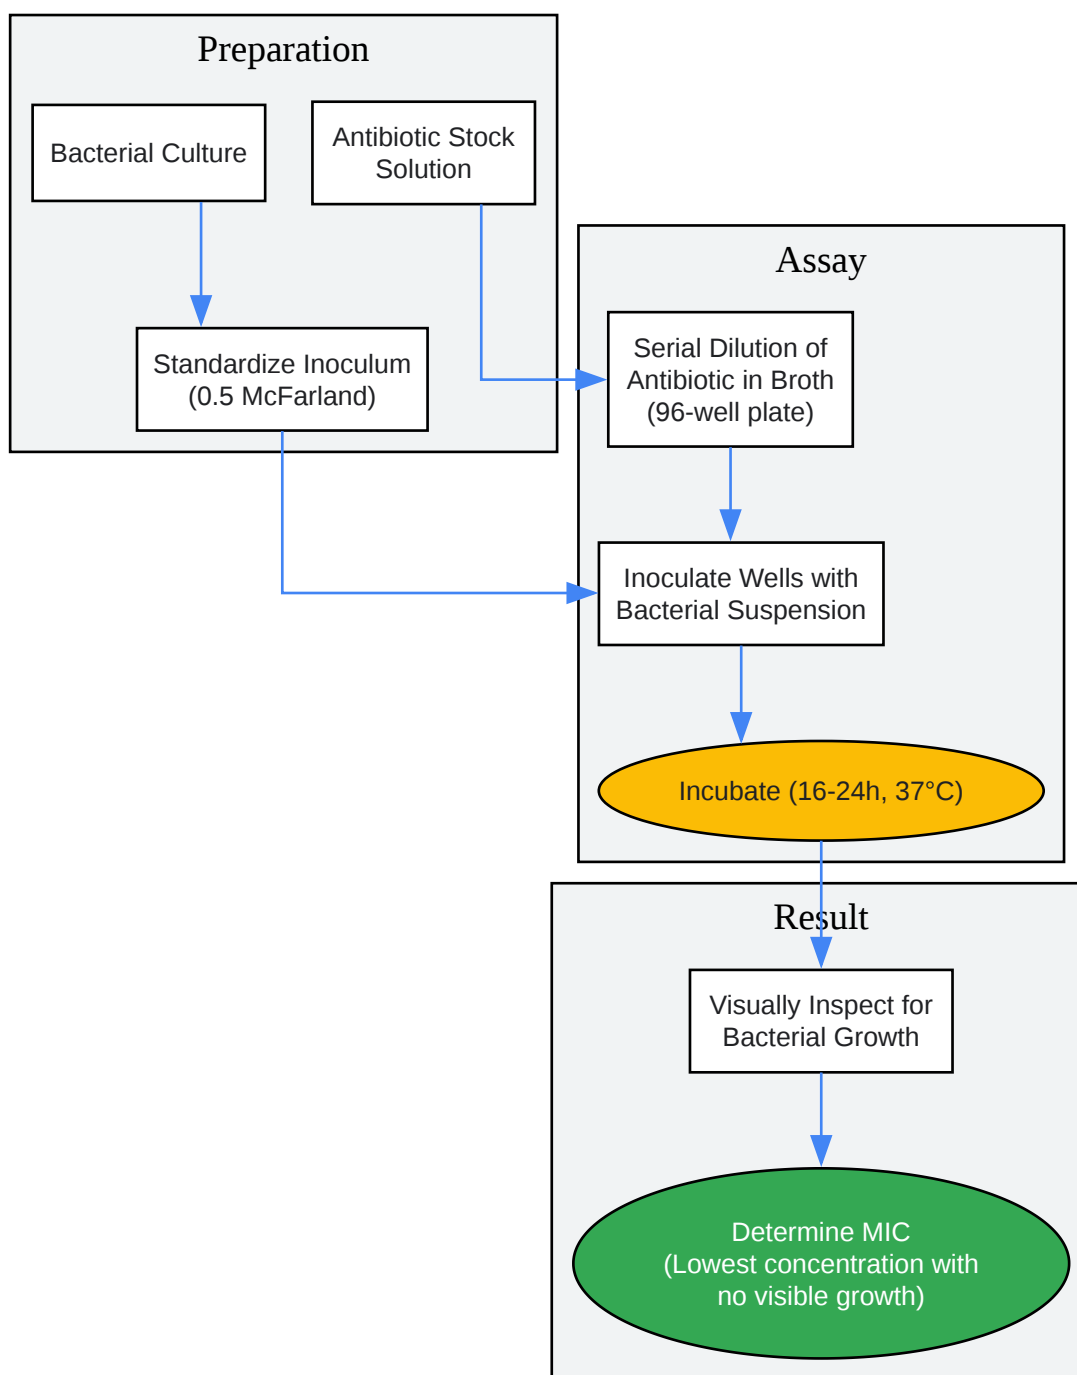 Preparation
Bacterial Culture
Antibiotic Stock
Solution
Standardize Inoculum
(0.5 McFarland)
Assay
Serial Dilution of
Antibiotic in Broth
(96-well plate)
Inoculate Wells with
Bacterial Suspension
Incubate (16-24h, 37°C)
Result
Visually Inspect for
Bacterial Growth
Determine MIC
(Lowest concentration with
no visible growth)